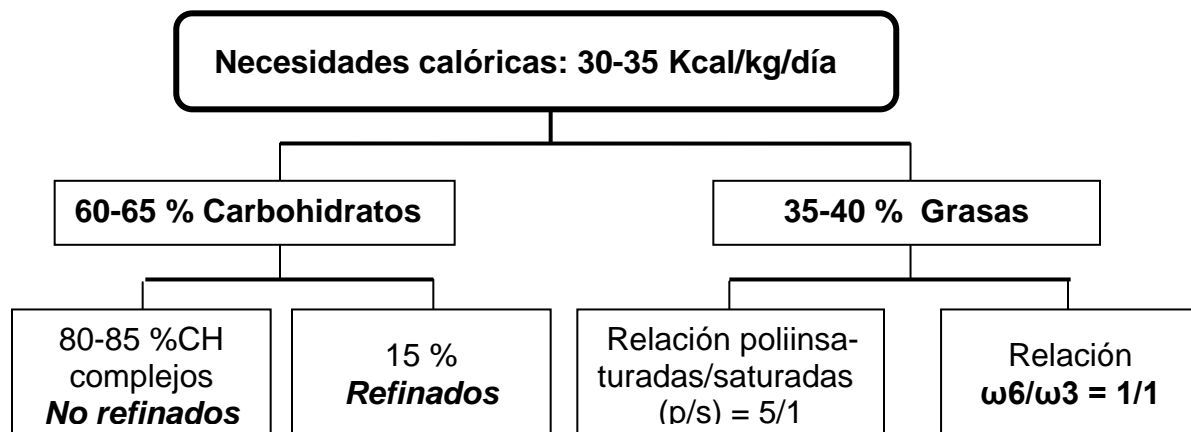 Necesidades calóricas: 30-35 Kcal/kg/día
60-65 % Carbohidratos
35-40 % Grasas
80-85 %CH
complejos
No refinados
15 %
Refinados
Relación poliinsa-
turadas/saturadas
(p/s) = 5/1
Relación
ω6/ω3 = 1/1